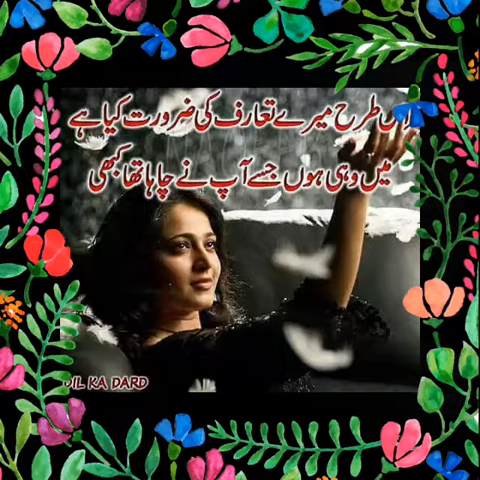 طرح میرے تعارف کی ضرورت کیا ہے
میں وہی ہوں جسے آپ نے چاہا تھا کبھی
DIL KA DARD